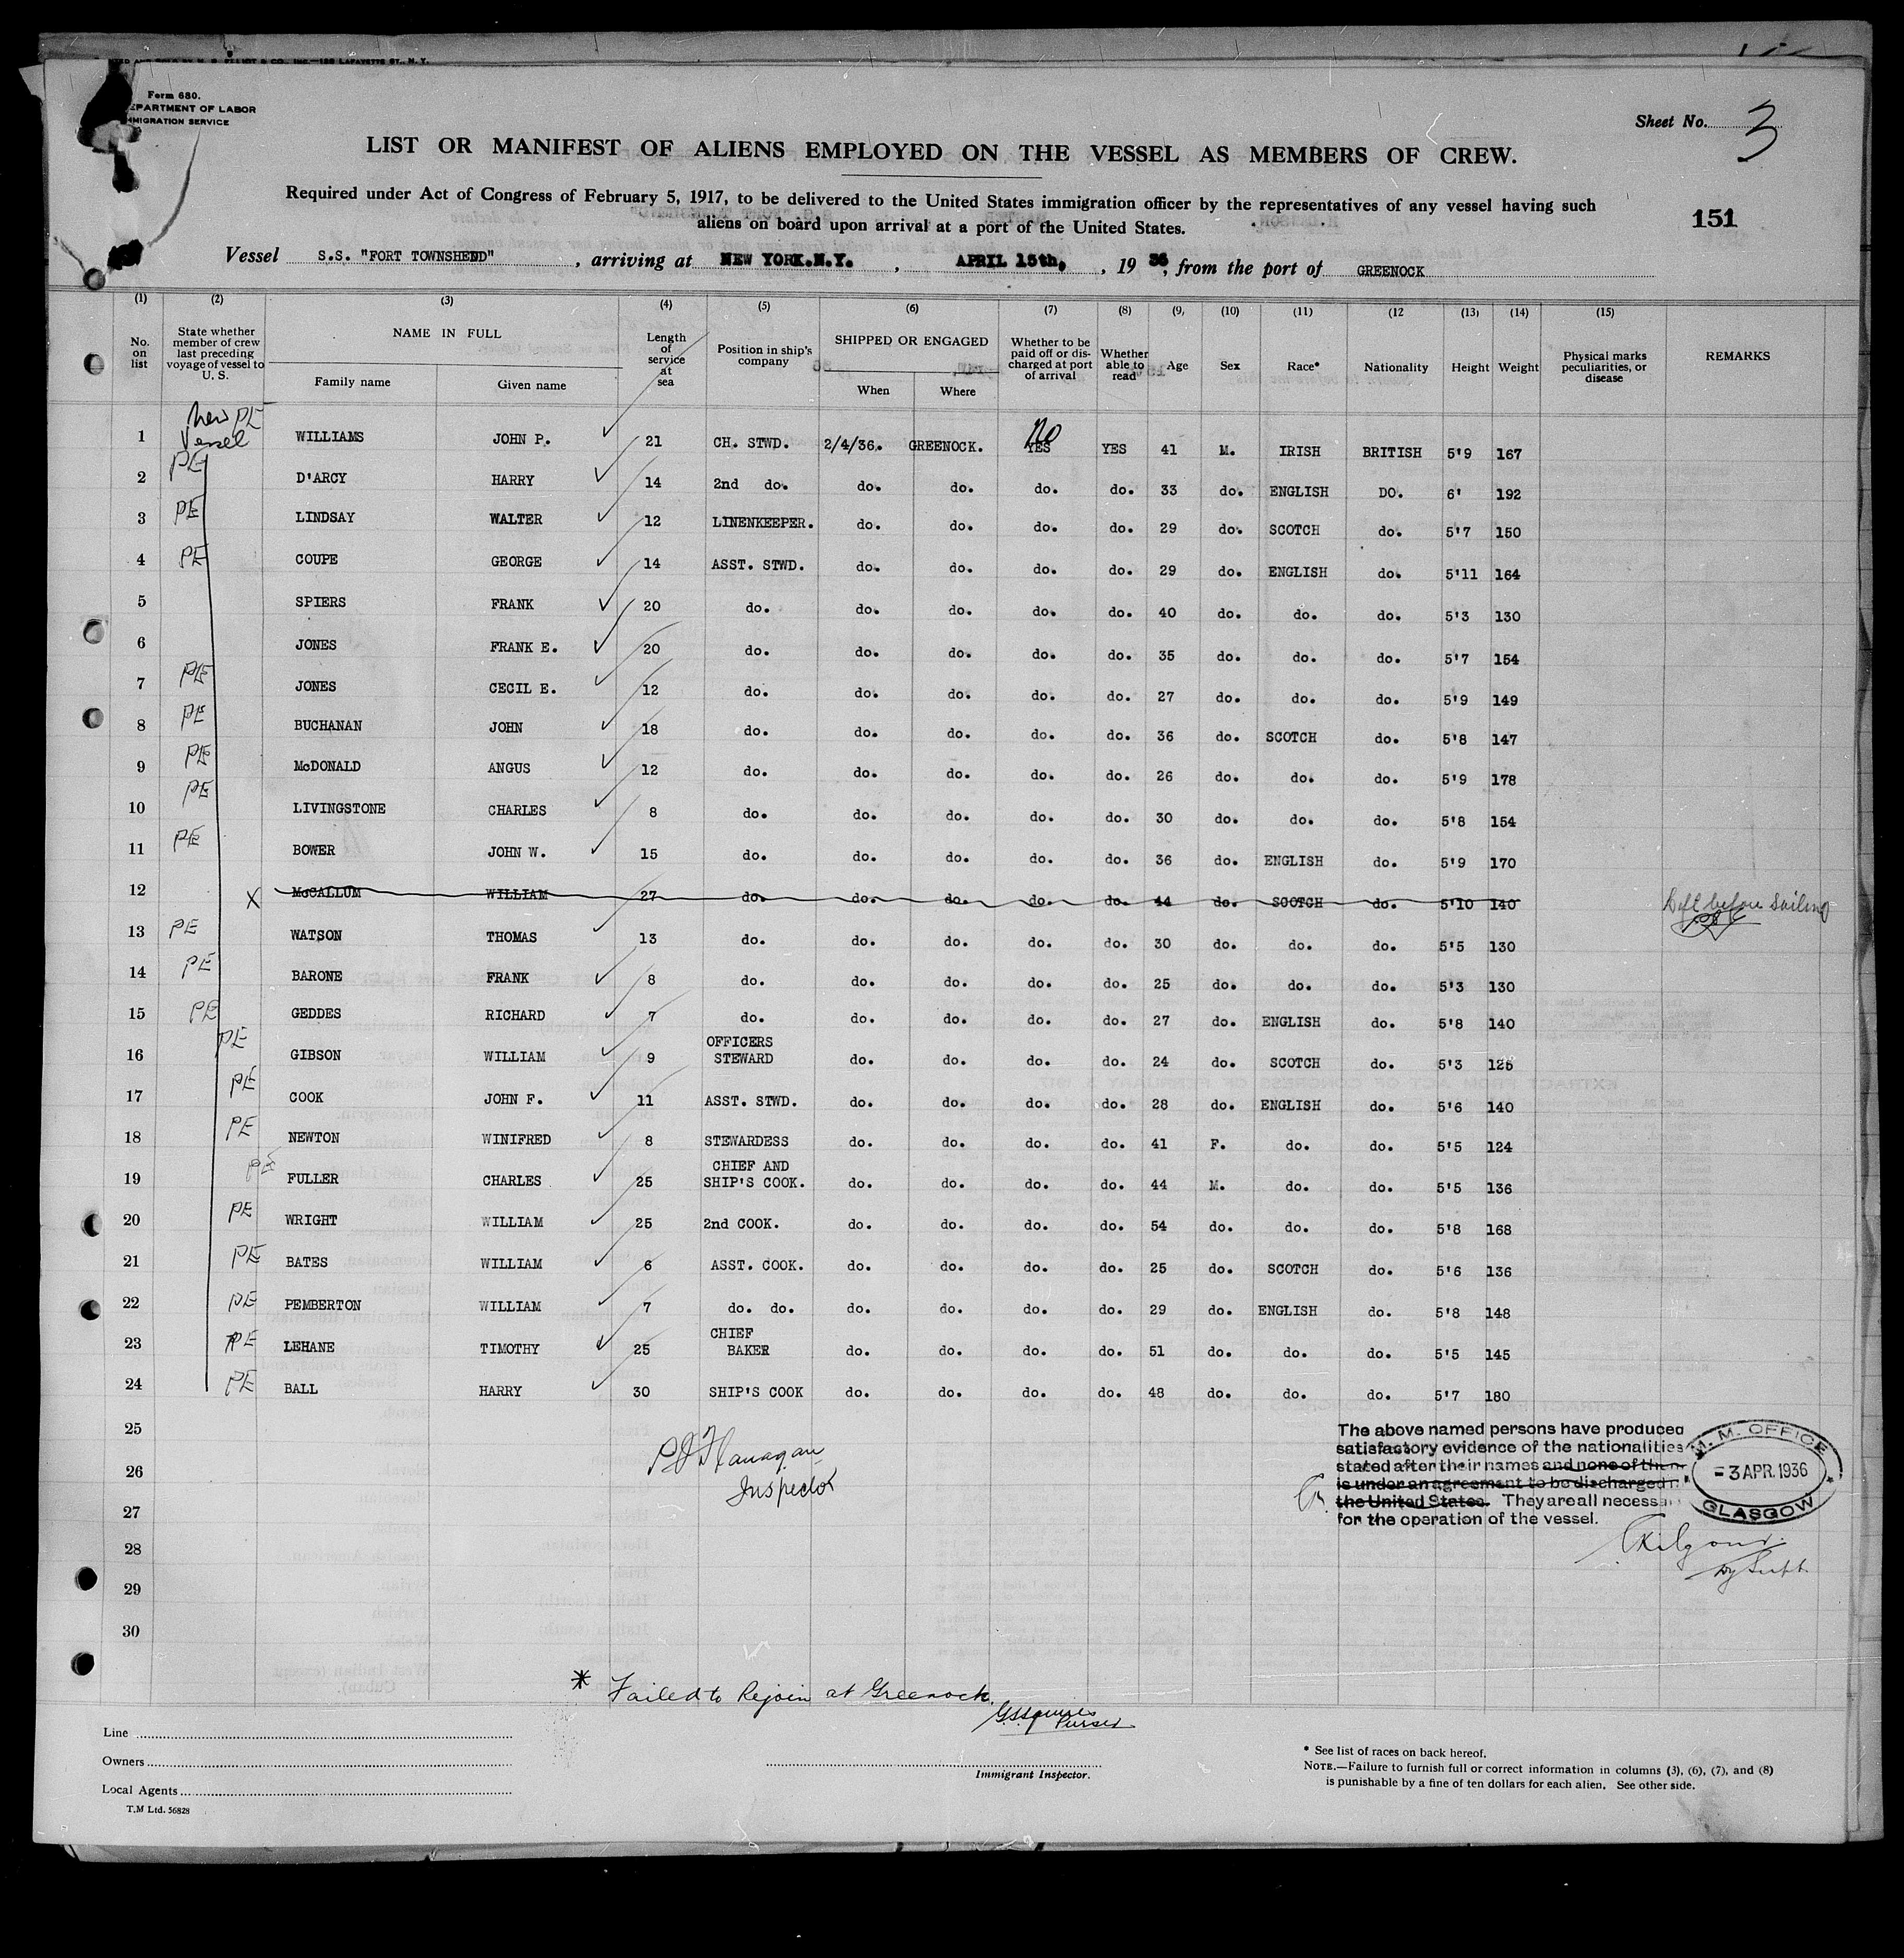 Form 680.
DEPARTMENT OF LABOR
IMMIGRATION SERVICE
Sheet No. 3
LIST OR MANIFEST OF ALIENS EMPLOYED ON THE VESSEL AS MEMBERS OF CREW.
Required under Act of Congress of February 5, 1917, to be delivered to the United States immigration officer by the representatives of any vessel having such
aliens on board upon arrival at a port of the United States.
151
Vessel S.S. "FORT TOWNSHEND", arriving at NEW YORK.N.Y., APRIL 15th, 1936, from the port of GREENOCK
(1) (2) (3) (4) (5) (6) (7) (8) (9) (10) (11) (12 (13) (14) (15)
No. on list State whether member of crew last preceding voyage of vessel to U. S. NAME IN FULL Family name Given name Length of service at sea Position in ship's company SHIPPED OR ENGAGED When Where Whether to be paid off or discharged at port of arrival Whether able to read Age Sex Race* Nationality Height Weight Physical marks peculiarities, or disease REMARKS
New PE
1 Vessel WILLIAMS JOHN P. 21 CH. STWD. 2/4/36. GREENOCK. No YES YES 41 M. IRISH BRITISH 5'9 167
2 PE D'ARCY HARRY 14 2nd do. do. do. do. do. 33 do. ENGLISH DO. 6' 192
3 PE LINDSAY WALTER 12 LINENKEEPER. do. do. do. do. 29 do. SCOTCH do. 5'7 150
4 PE COUPE GEORGE 14 ASST. STWD. do. do. do. do. 29 do. ENGLISH do. 5'11 164
5 SPIERS FRANK 20 do. do. do. do. do. 40 do. do. do. 5'3 130
6 JONES FRANK E. 20 do. do. do. do. do. 35 do. do. do. 5'7 154
7 PE JONES CECIL E. 12 do. do. do. do. do. 27 do. do. do. 5'9 149
8 PE BUCHANAN JOHN 18 do. do. do. do. do. 36 do. SCOTCH do. 5'8 147
9 PE McDONALD ANGUS 12 do. do. do. do. do. 26 do. do. do. 5'9 178
10 PE LIVINGSTONE CHARLES 8 do. do. do. do. do. 30 do. do. do. 5'8 154
11 PE BOWER JOHN W. 15 do. do. do. do. do. 36 do. ENGLISH do. 5'9 170
12 X McCALLUM WILLIAM 27 do. do. do. do. do. 44 do. SCOTCH do. 5'10 140 Left before Sailing
13 PE WATSON THOMAS 13 do. do. do. do. do. 30 do. do. do. 5'5 130
14 PE BARONE FRANK 8 do. do. do. do. do. 25 do. do. do. 5'3 130
15 PE GEDDES RICHARD 7 do. do. do. do. do. 27 do. ENGLISH do. 5'8 140
16 PE GIBSON WILLIAM 9 OFFICERS STEWARD do. do. do. do. 24 do. SCOTCH do. 5'3 125
17 PE COOK JOHN F. 11 ASST. STWD. do. do. do. do. 28 do. ENGLISH do. 5'6 140
18 PE NEWTON WINIFRED 8 STEWARDESS do. do. do. do. 41 F. do. do. 5'5 124
19 PE FULLER CHARLES 25 CHIEF AND SHIP'S COOK. do. do. do. do. 44 M. do. do. 5'5 136
20 PE WRIGHT WILLIAM 25 2nd COOK. do. do. do. do. 54 do. do. do. 5'8 168
21 PE BATES WILLIAM 6 ASST. COOK. do. do. do. do. 25 do. SCOTCH do. 5'6 136
22 PE PEMBERTON WILLIAM 7 do. do. do. do. do. do. 29 do. ENGLISH do. 5'8 148
23 PE LEHANE TIMOTHY 25 CHIEF BAKER do. do. do. do. 51 do. do. do. 5'5 145
24 PE BALL HARRY 30 SHIP'S COOK do. do. do. do. 48 do. do. do. 5'7 180
25
26
27
28
29
30
P J Flanagan
Inspector
The above named persons have produced
satisfactory evidence of the nationalities
stated after their names and none of them
is under an agreement to be discharged
the United States. They are all necessa
for the operation of the vessel.
M. M. OFFICE
3 APR. 1936
GLASGOW
Kilgour
* Failed to Rejoin at Greenock.
G.S. Squires
Purser
Line
Owners
Local Agents
T.M Ltd. 56828
Immigrant Inspector.
* See list of races on back hereof.
NOTE.—Failure to furnish full or correct information in columns (3), (6), (7), and (8)
is punishable by a fine of ten dollars for each alien. See other side.